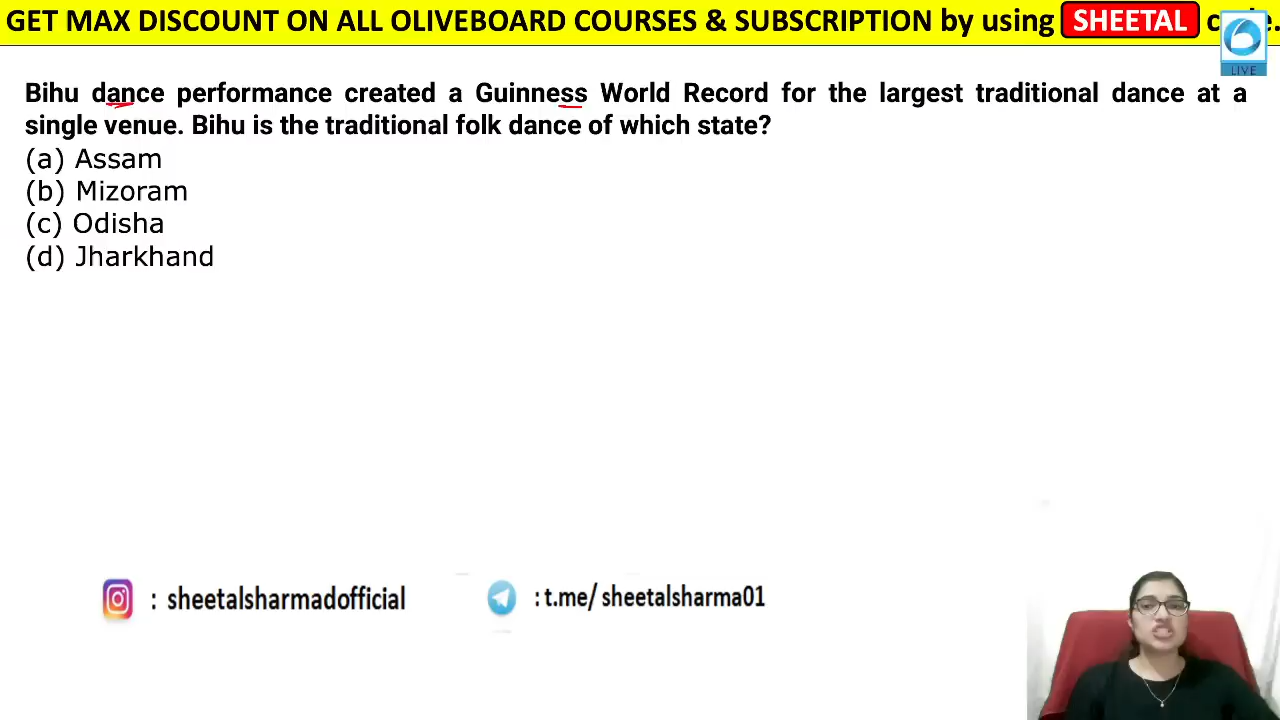 GET MAX DISCOUNT ON ALL OLIVEBOARD COURSES & SUBSCRIPTION by using SHEETAL
LIVE
Bihu dance performance created a Guinness World Record for the largest traditional dance at a
single venue. Bihu is the traditional folk dance of which state?
(a) Assam
(b) Mizoram
(c) Odisha
(d) Jharkhand
: sheetalsharmadofficial
: t.me/ sheetalsharma01